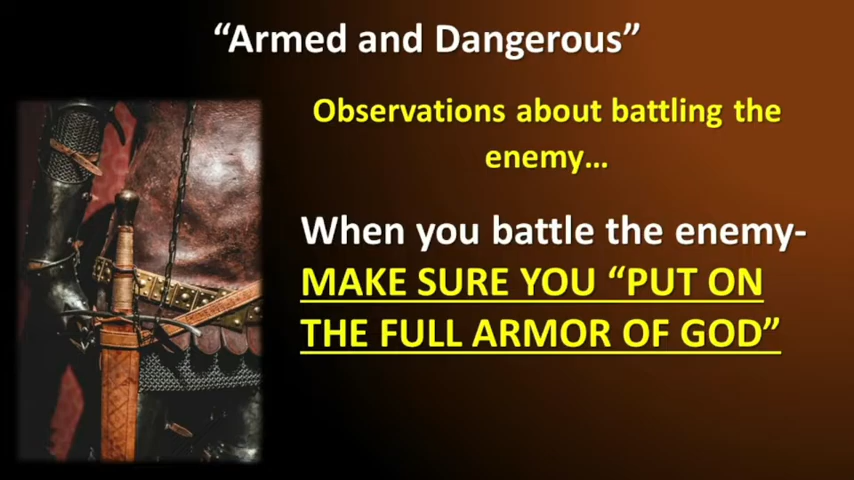 “Armed and Dangerous”
Observations about battling the
enemy...
When you battle the enemy-
MAKE SURE YOU “PUT ON
THE FULL ARMOR OF GOD”